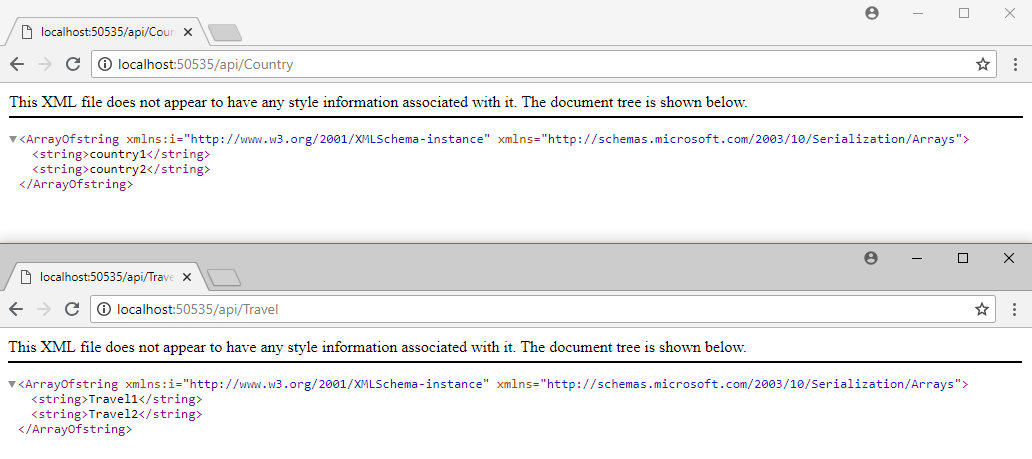 localhost:50535/api/Coun
localhost:50535/api/Country
This XML file does not appear to have any style information associated with it. The document tree is shown below.
▼<ArrayOfstring xmlns:i="http://www.w3.org/2001/XMLSchema-instance" xmlns="http://schemas.microsoft.com/2003/10/Serialization/Arrays">
<string>country1</string>
<string>country2</string>
</ArrayOfstring>
localhost:50535/api/Trave
localhost:50535/api/Travel
This XML file does not appear to have any style information associated with it. The document tree is shown below.
▼<ArrayOfstring xmlns:i="http://www.w3.org/2001/XMLSchema-instance" xmlns="http://schemas.microsoft.com/2003/10/Serialization/Arrays">
<string>Travel1</string>
<string>Travel2</string>
</ArrayOfstring>